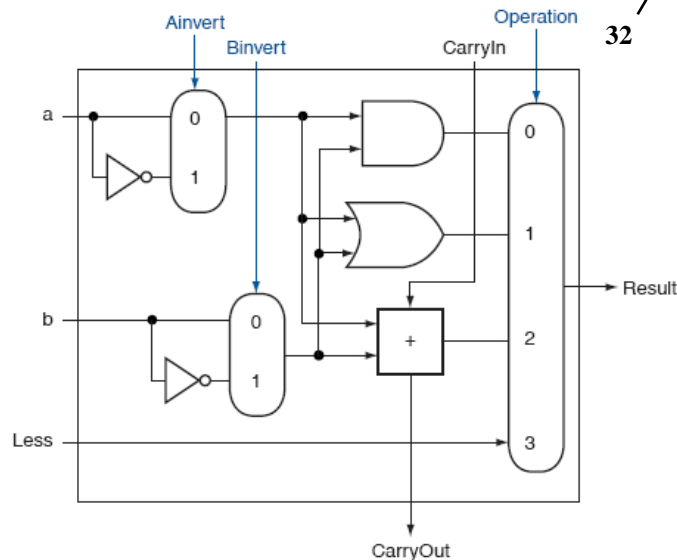 Operation
32
Ainvert
Binvert
CarryIn
a
0
1
0
1
b
0
1
+
2
Result
Less
3
CarryOut